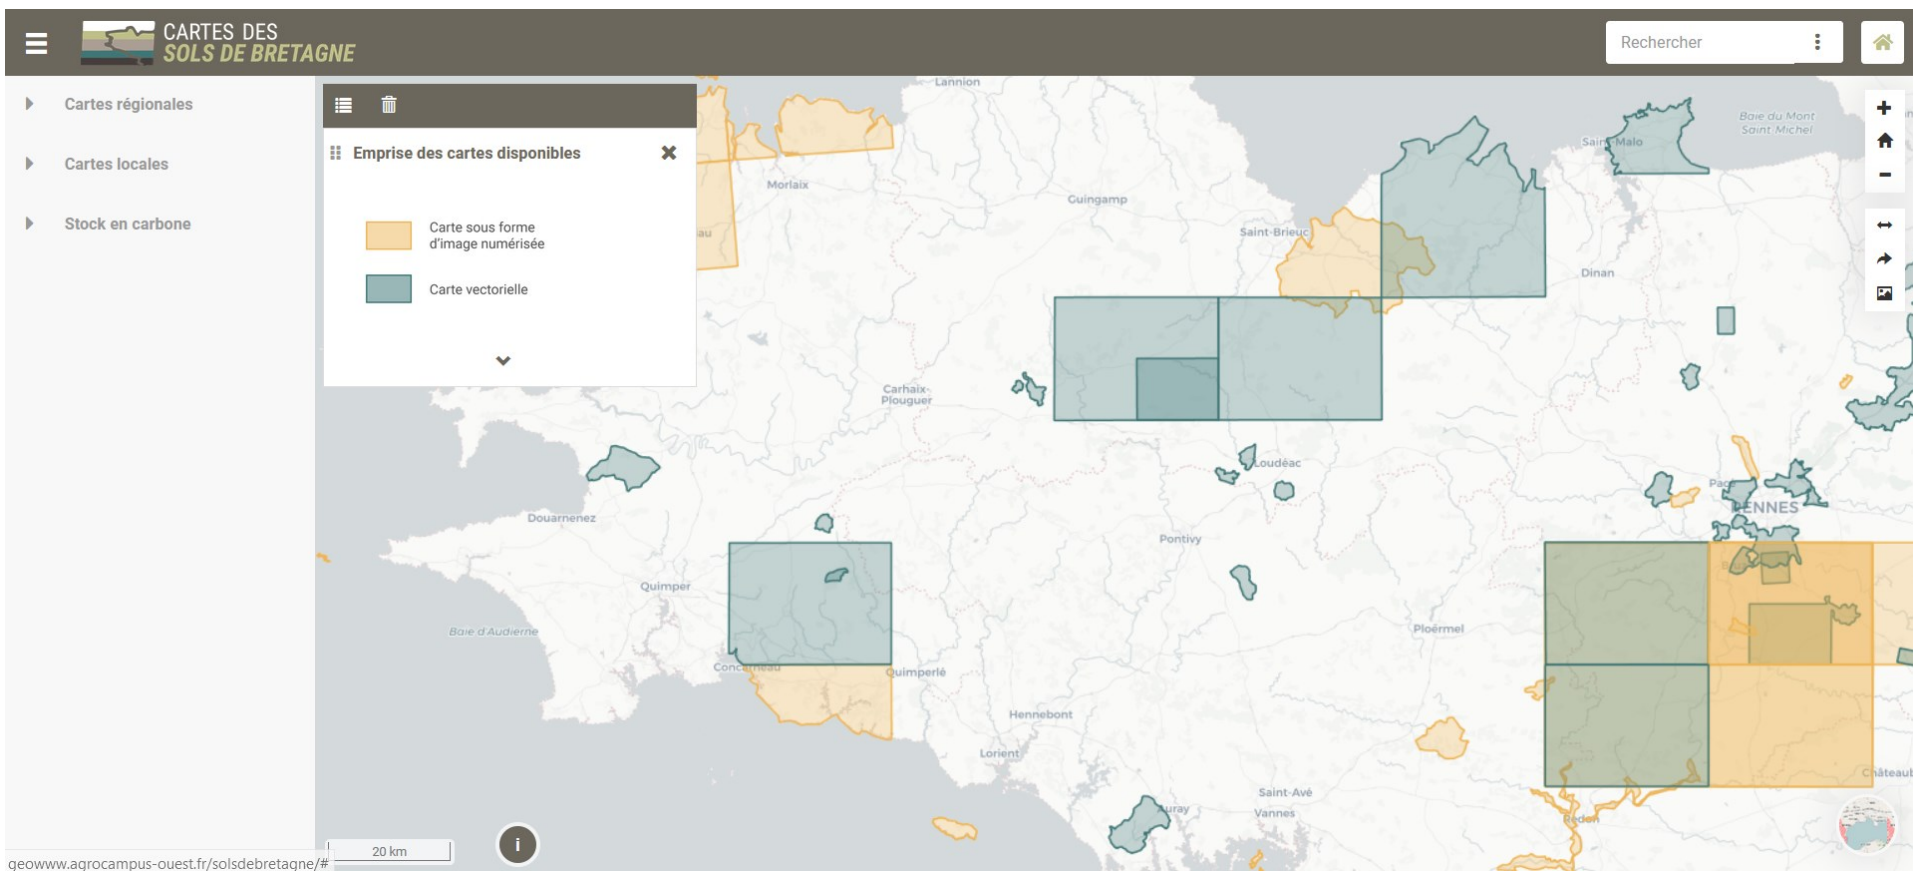 CARTES DES
SOLS DE BRETAGNE
Rechercher
Cartes régionales
Cartes locales
Stock en carbone
Emprise des cartes disponibles
Carte sous forme
d'image numérisée
Carte vectorielle
Lannion
Morlaix
Guingamp
Saint-Brieuc
Saint-Malo
Baie du Mont
Saint Michel
Dinan
Carhaix-
Plouguer
Loudéac
RENNES
Douarnenez
Pontivy
Quimper
Baie d'Audierne
Ploërmel
Concarneau
Quimperlé
Hennebont
Lorient
Saint-Avé
Vannes
Auray
Redon
Châteaub
20 km
i
geowww.agrocampus-ouest.fr/solsdebretagne/#